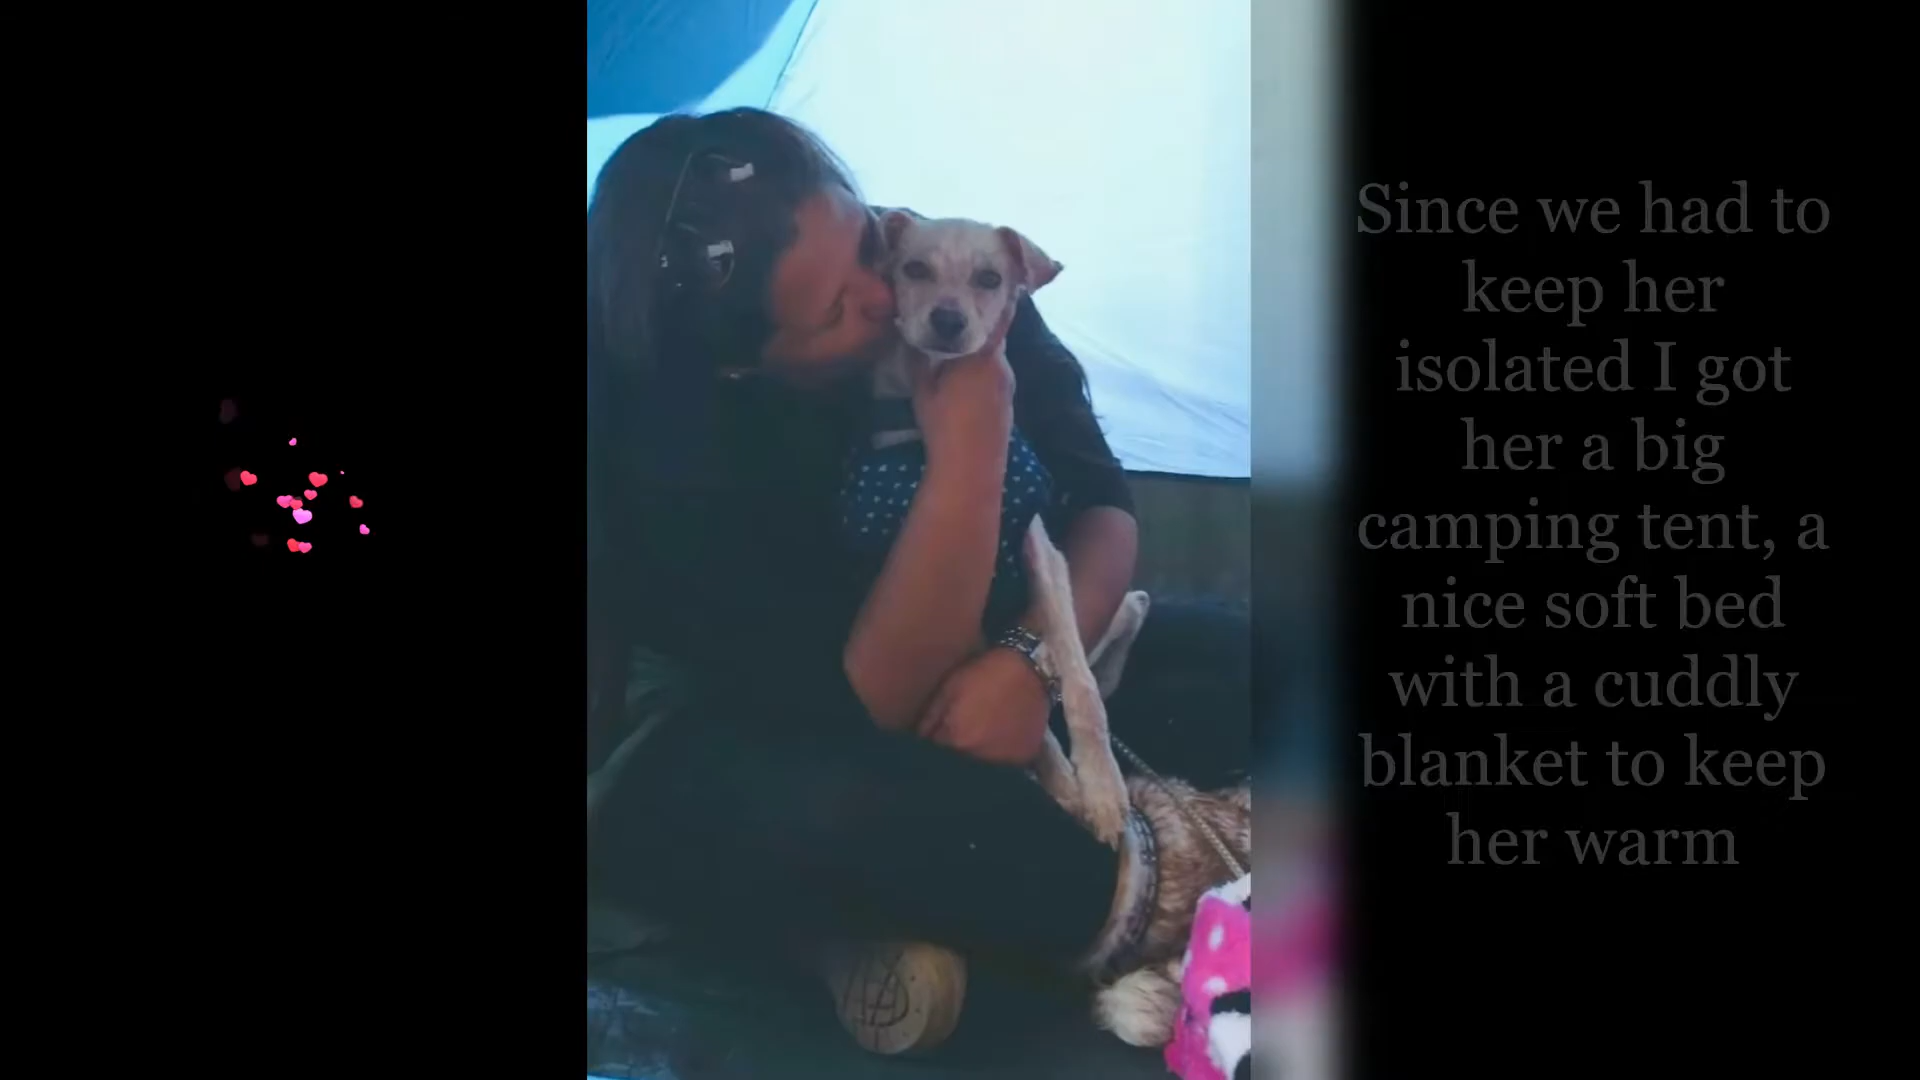 Since we had to
keep her
isolated I got
her a big
camping tent, a
nice soft bed
with a cuddly
blanket to keep
her warm